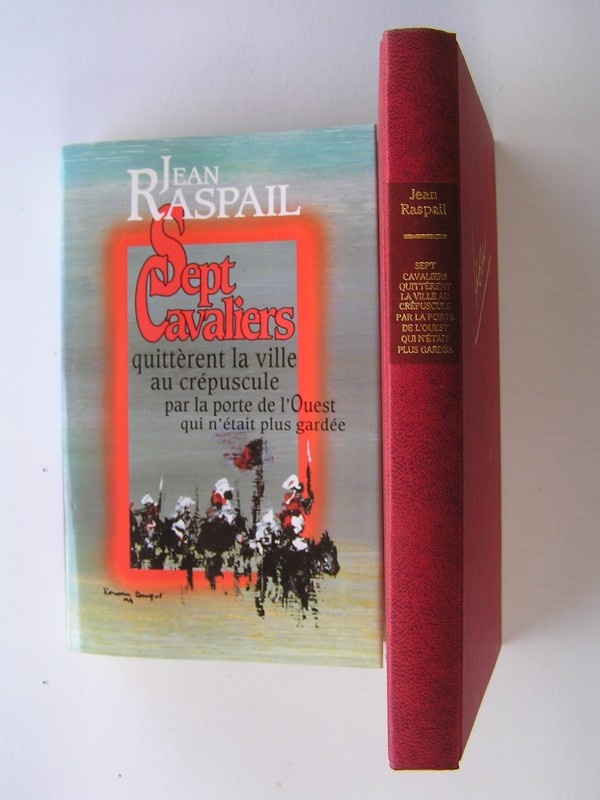 JEAN
RASPAIL
Sept
Cavaliers
quittèrent la ville
au crépuscule
par la porte de l'Ouest
qui n'était plus gardée
Jean
Raspail
SEPT
CAVALIERS
QUITTÈRENT
LA VILLE AU
CRÉPUSCULE
PAR LA PORTE
DE L'OUEST
QUI N'ÉTAIT
PLUS GARDÉE